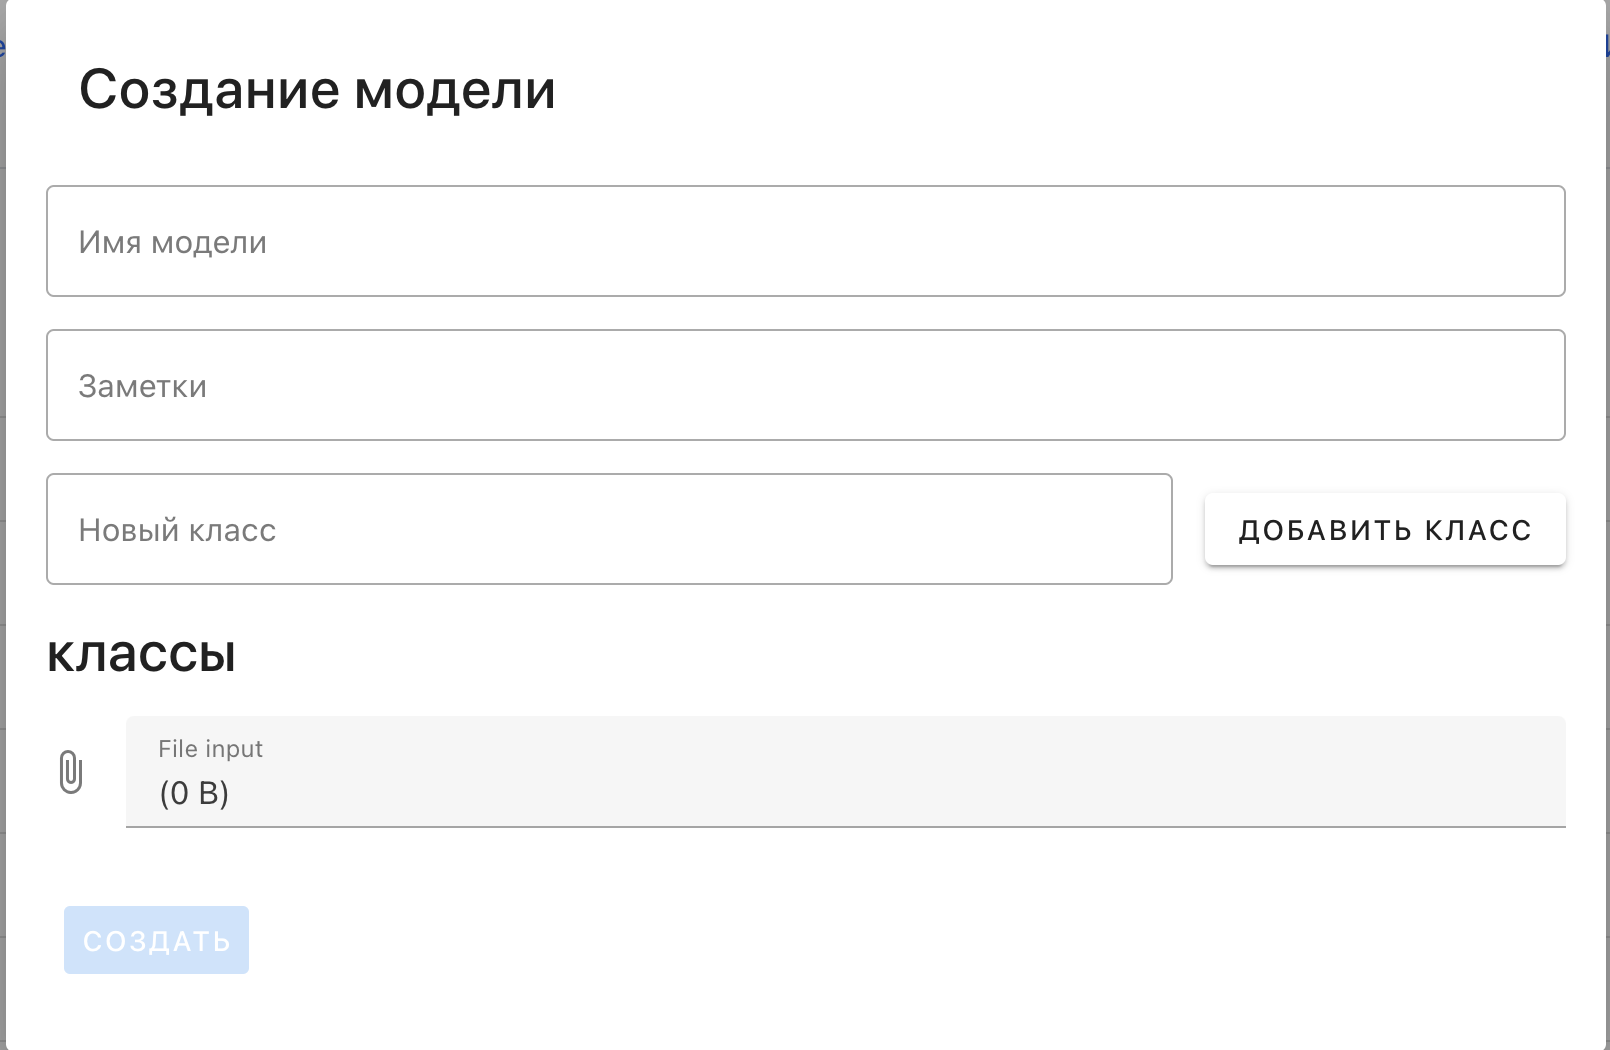 Создание модели
Имя модели
Заметки
Новый класс
ДОБАВИТЬ КЛАСС
классы
File input
(0 B)
СОЗДАТЬ